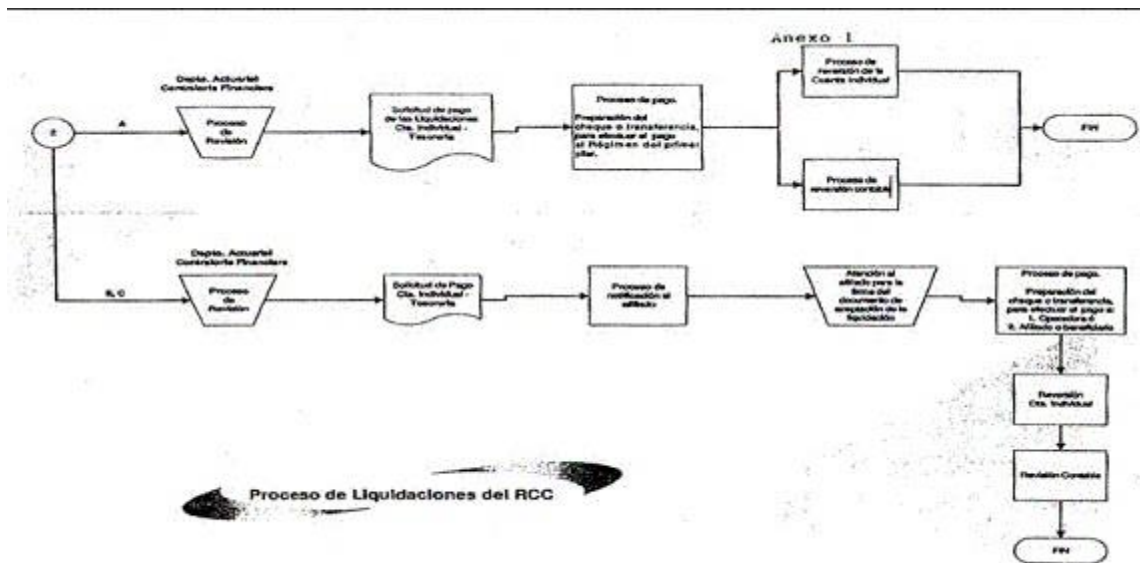 Anexo 1
Depto. Actuarial
Contraloría Financiera
A
Proceso
de
Revisión
Solicitud de pago
de las Liquidaciones
Cta. Individual -
Tesorería
Proceso de pago.
Preparación del
cheque o transferencia,
para efectuar el pago
al Régimen del primer
pilar.
Proceso de
reversión de la
Cuenta Individual
Proceso de
reversión contable
FIN
2
B, C
Depto. Actuarial
Contraloría Financiera
Proceso
de
Revisión
Solicitud de Pago
Cta. Individual -
Tesorería
Proceso de
notificación al
afiliado
Atención al
afiliado para la
firma del
documento de
aceptación de la
liquidación
Proceso de pago.
Preparación del
cheque o transferencia,
para efectuar el pago a:
1. Operadora ó
2. Afiliado o beneficiario
Reversión
Cta. Individual
Revisión Contable
FIN
Proceso de Liquidaciones del RCC